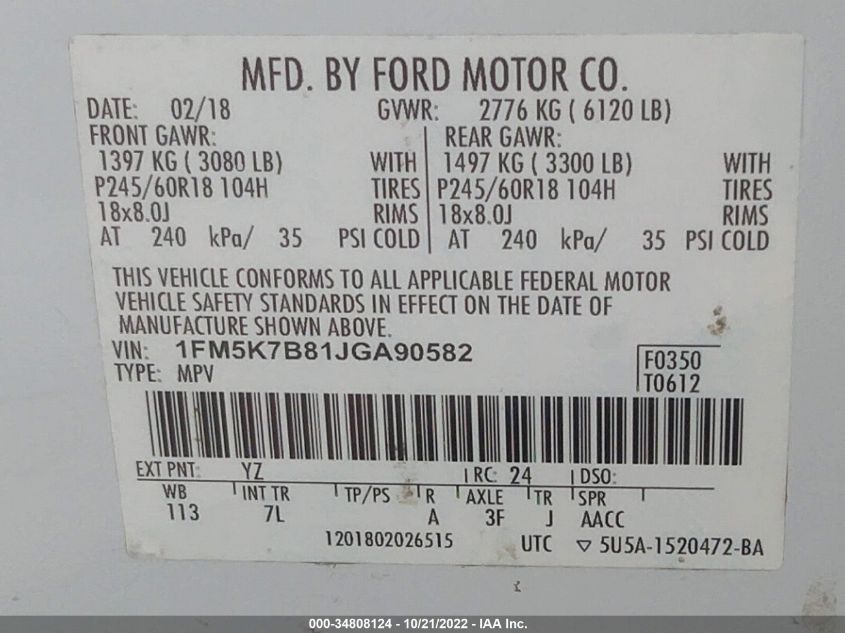 MFD. BY FORD MOTOR CO.
DATE: 02/18 GVWR: 2776 KG ( 6120 LB)
FRONT GAWR: REAR GAWR:
1397 KG ( 3080 LB) WITH 1497 KG ( 3300 LB) WITH
P245/60R18 104H TIRES P245/60R18 104H TIRES
18x8.0J RIMS 18x8.0J RIMS
AT 240 kPa/ 35 PSI COLD AT 240 kPa/ 35 PSI COLD
THIS VEHICLE CONFORMS TO ALL APPLICABLE FEDERAL MOTOR
VEHICLE SAFETY STANDARDS IN EFFECT ON THE DATE OF
MANUFACTURE SHOWN ABOVE.
VIN: 1FM5K7B81JGA90582 F0350
TYPE: MPV T0612
EXT PNT: YZ RC: 24 DSO:
WB INT TR TP/PS R AXLE TR SPR
113 7L A 3F J AACC
1201802026515 UTC ▽ 5U5A-1520472-BA
000-34808124 - 10/21/2022 - IAA Inc.